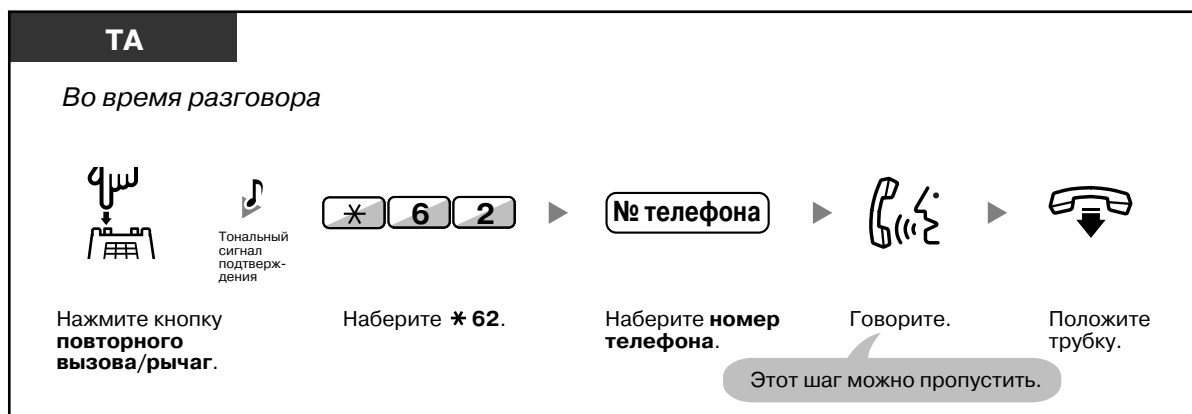 ТА
Во время разговора
Тональный
сигнал
подтверж-
дения
* 6 2
№ телефона
Нажмите кнопку
повторного
вызова/рычаг.
Наберите * 62.
Наберите номер
телефона.
Говорите.
Положите
трубку.
Этот шаг можно пропустить.